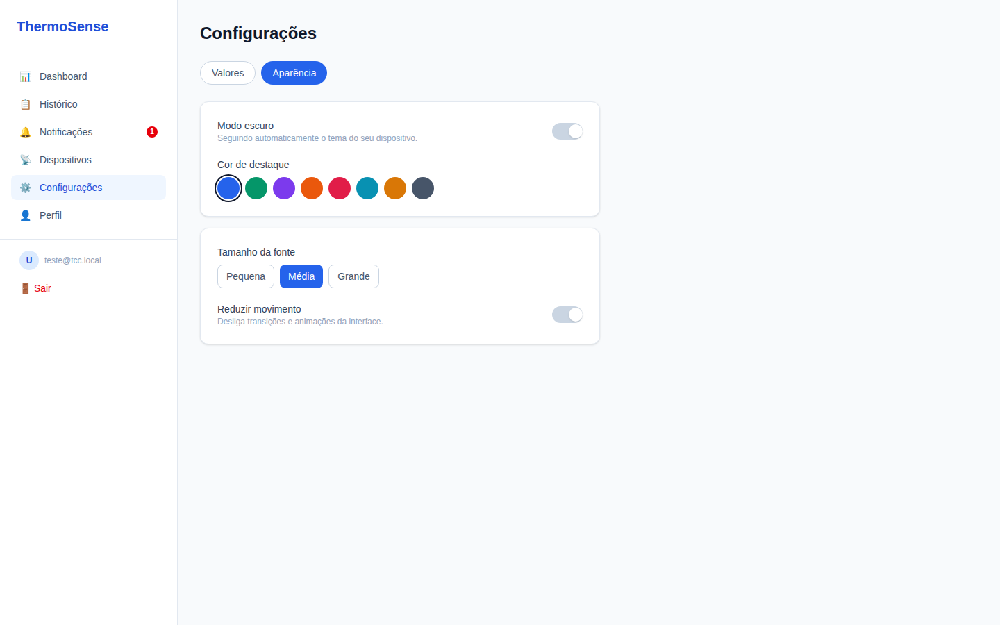 ThermoSense
Dashboard
Histórico
Notificações 1
Dispositivos
Configurações
Perfil
U teste@tcc.local
Sair
Configurações
Valores Aparência
Modo escuro
Seguindo automaticamente o tema do seu dispositivo.
Cor de destaque
Tamanho da fonte
Pequena Média Grande
Reduzir movimento
Desliga transições e animações da interface.